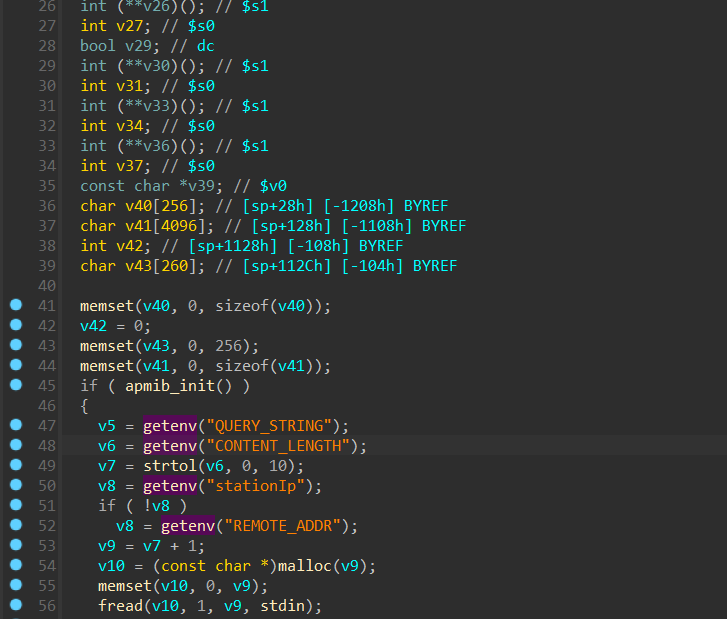 26 int (**v26)(); // $s1
27 int v27; // $s0
28 bool v29; // dc
29 int (**v30)(); // $s1
30 int v31; // $s0
31 int (**v33)(); // $s1
32 int v34; // $s0
33 int (**v36)(); // $s1
34 int v37; // $s0
35 const char *v39; // $v0
36 char v40[256]; // [sp+28h] [-1208h] BYREF
37 char v41[4096]; // [sp+128h] [-1108h] BYREF
38 int v42; // [sp+1128h] [-108h] BYREF
39 char v43[260]; // [sp+112Ch] [-104h] BYREF
40
41 memset(v40, 0, sizeof(v40));
42 v42 = 0;
43 memset(v43, 0, 256);
44 memset(v41, 0, sizeof(v41));
45 if ( apmib_init() )
46 {
47 v5 = getenv("QUERY_STRING");
48 v6 = getenv("CONTENT_LENGTH");
49 v7 = strtol(v6, 0, 10);
50 v8 = getenv("stationIp");
51 if ( !v8 )
52 v8 = getenv("REMOTE_ADDR");
53 v9 = v7 + 1;
54 v10 = (const char *)malloc(v9);
55 memset(v10, 0, v9);
56 fread(v10, 1, v9, stdin);